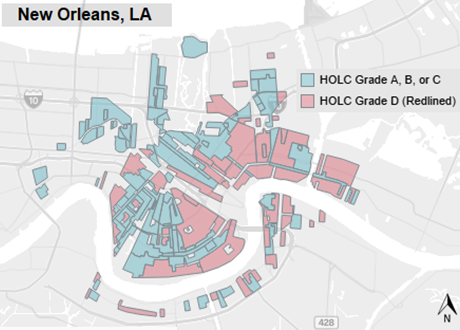 New Orleans, LA
HOLC Grade A, B, or C
HOLC Grade D (Redlined)
10
N
428